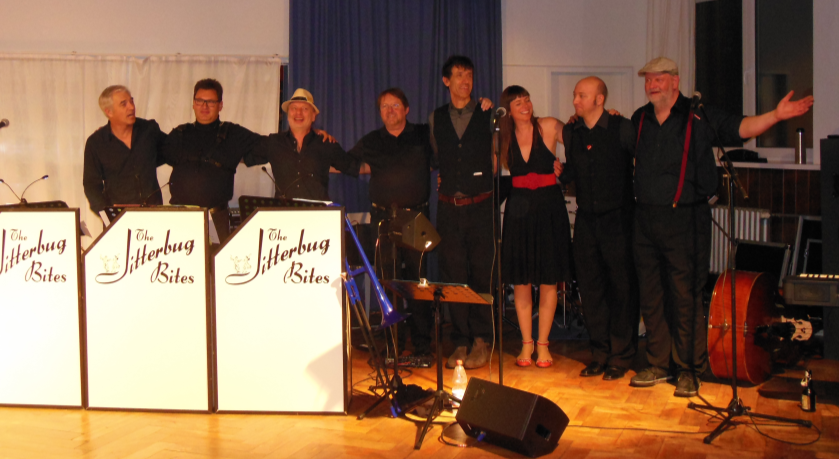 The
Jitterbug
Bites
The
Jitterbug
Bites
The
Jitterbug
Bites